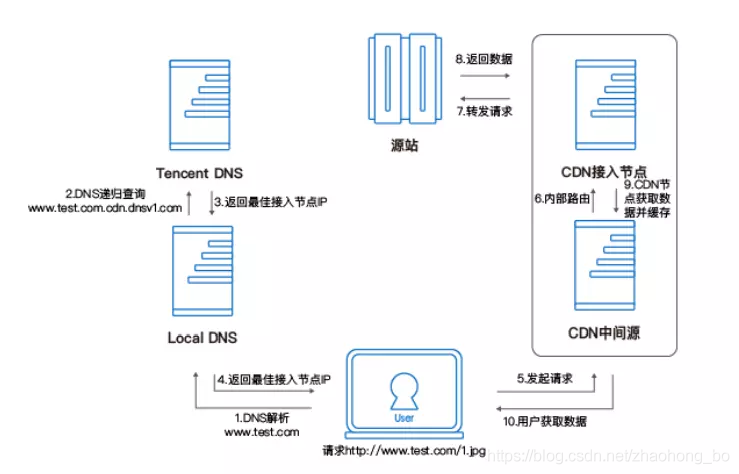 8.返回数据
7.转发请求
源站
Tencent DNS
CDN接入节点
2.DNS递归查询
www.test.com.cdn.dnsv1.com
3.返回最佳接入节点IP
6.内部路由
9.CDN节
点获取数
据并缓存
Local DNS
CDN中间源
4.返回最佳接入节点IP
5.发起请求
1.DNS解析
www.test.com
User
10.用户获取数据
请求http://www.test.com/1.jpg
https://blog.csdn.net/zhaohong_bo